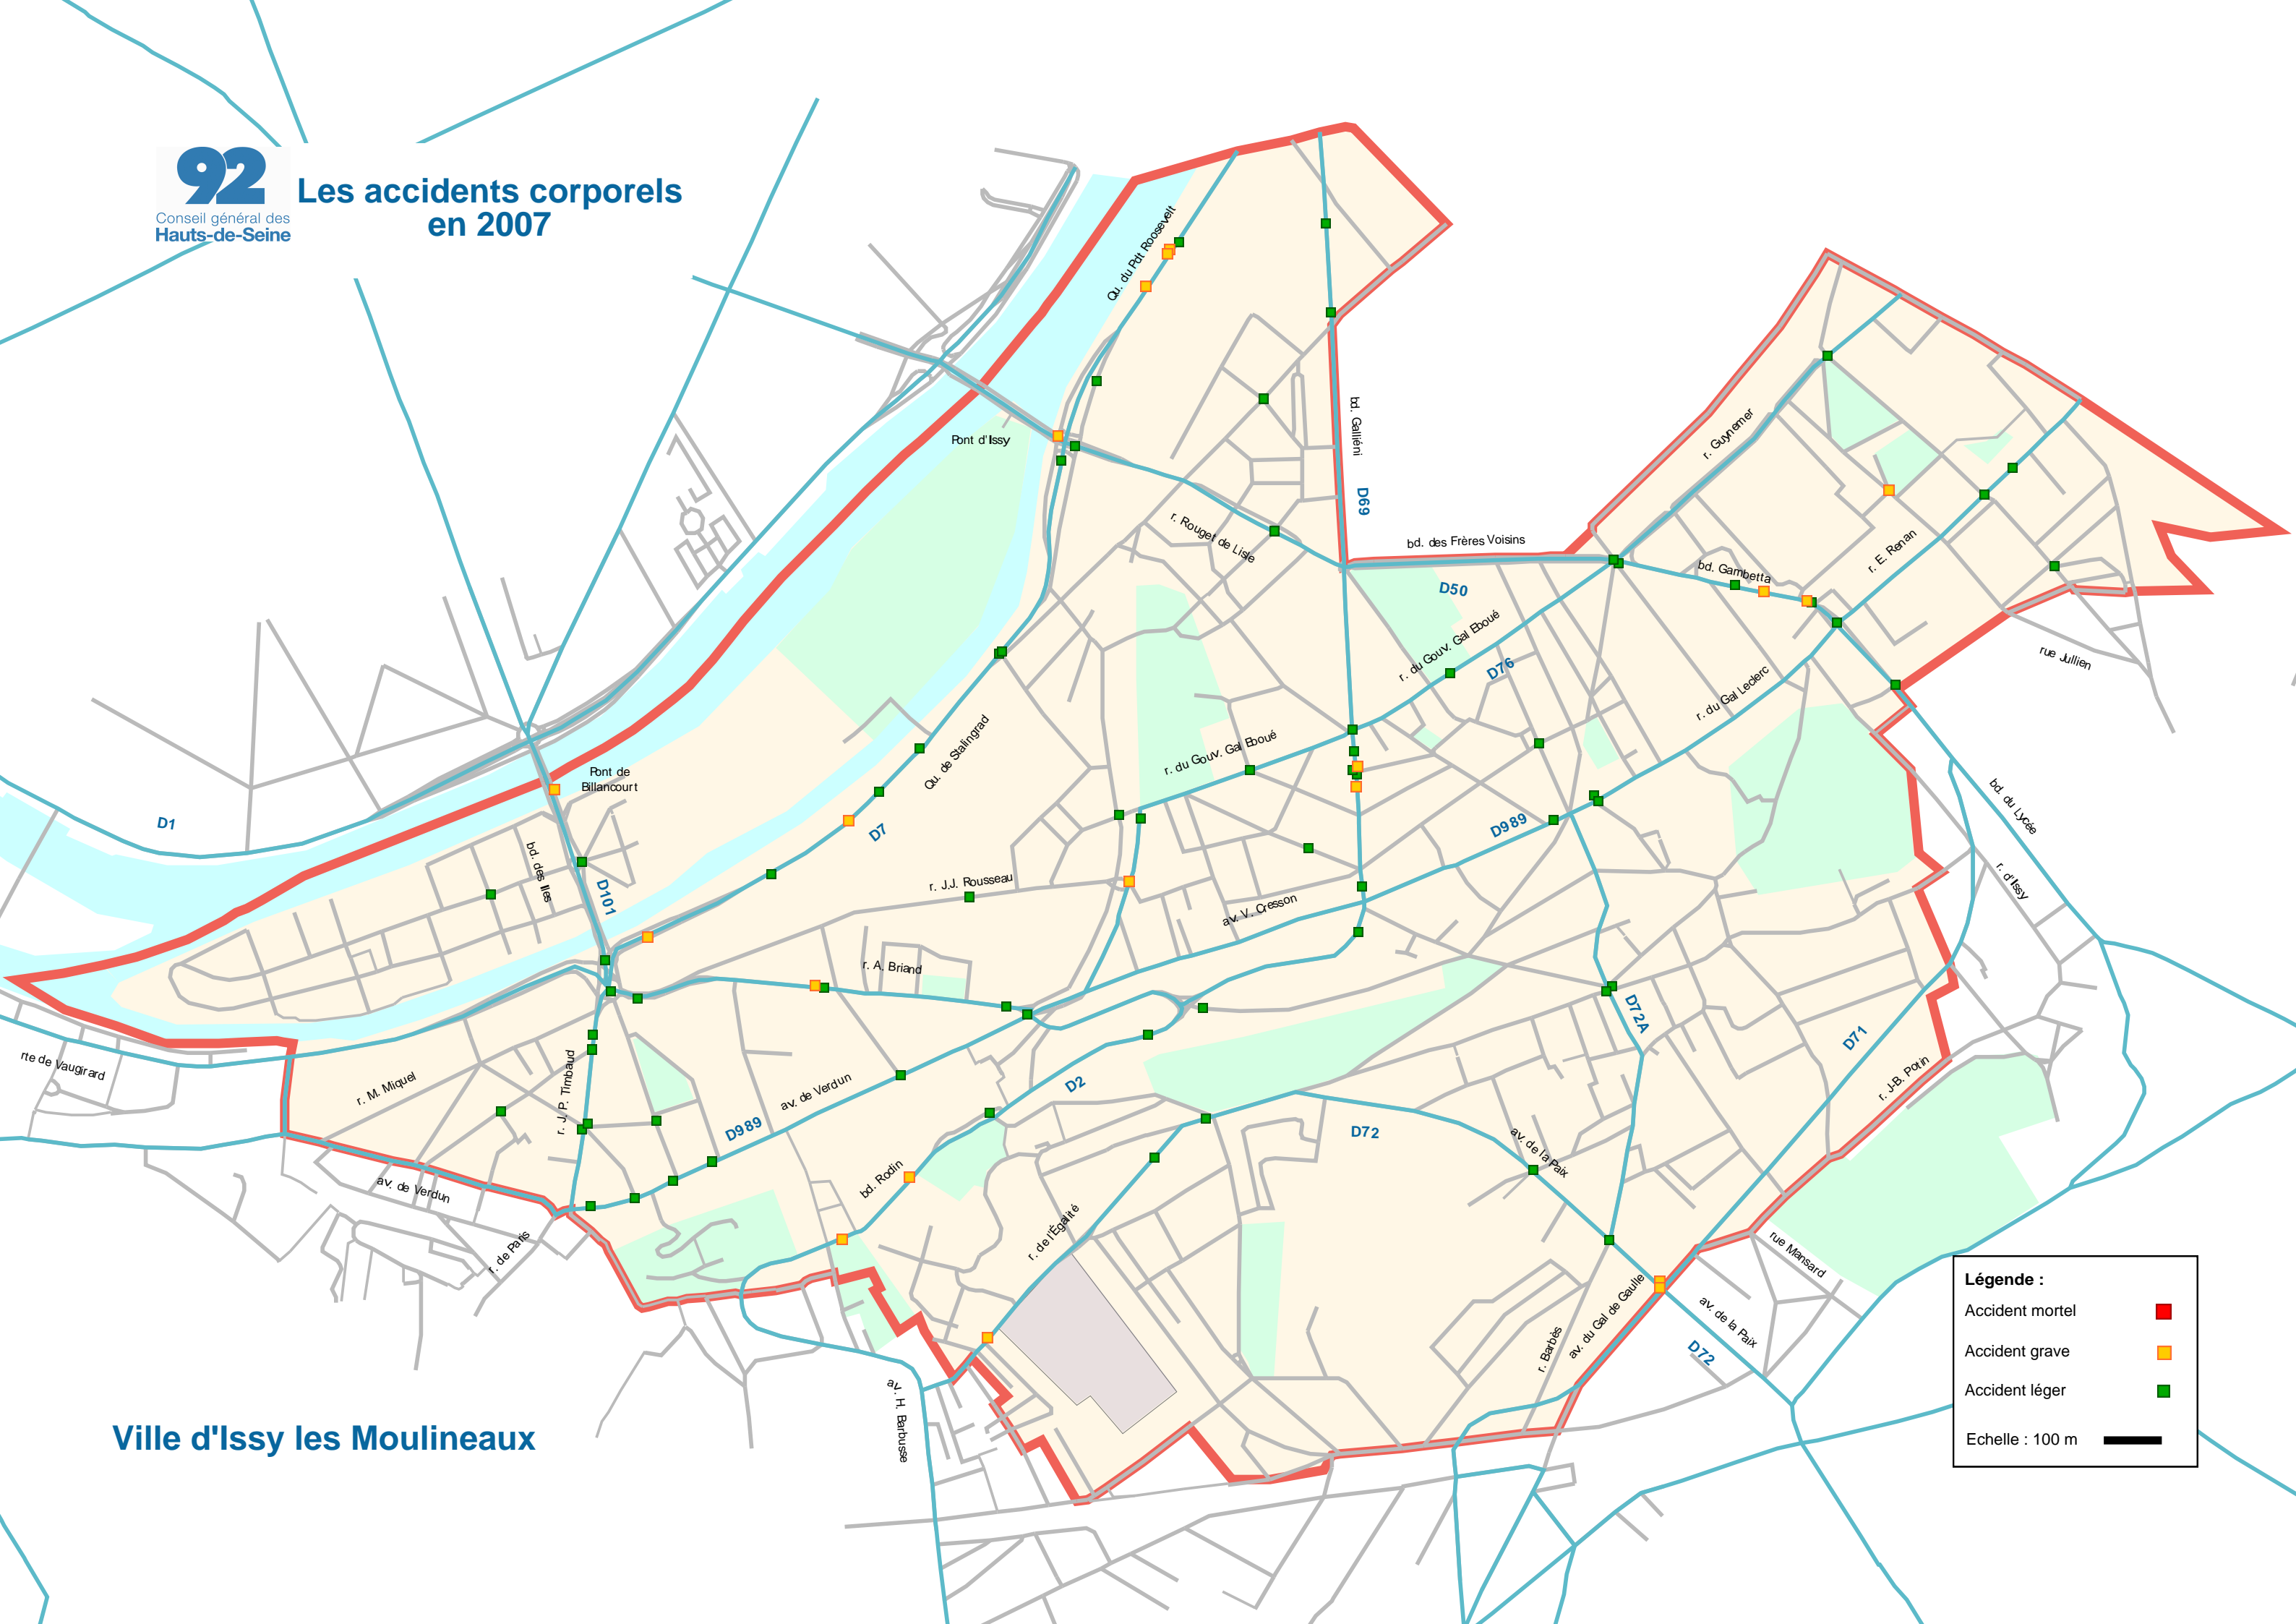 92
Conseil général des
Hauts-de-Seine
Les accidents corporels
en 2007
Qu. du Pdt Roosevelt
Pont d'Issy
bd. Galliéni
D69
r. Rouget de Lisle
bd. des Frères Voisins
D50
r. Guynemer
bd. Gambetta
r. E. Renan
rue Jullien
r. du Gouv. Gal Eboué
D76
r. du Gal Leclerc
r. du Gouv. Gal Eboué
Qu. de Stalingrad
Pont de
Billancourt
D1
D7
bd. des Iles
D101
D989
bd. du Lycée
r. d'Issy
r. J.J. Rousseau
av. V. Cresson
r. A. Briand
D72A
D71
rte de Vaugirard
r. M. Miquel
r. J. P. Timbaud
av. de Verdun
D2
r. J-B. Potin
D989
D72
av. de la Paix
av. de Verdun
bd. Rodin
r. de Paris
r. de l'Égalité
rue Mansard
av. du Gal de Gaulle
r. Barbès
av. de la Paix
D72
av. H. Barbusse
Légende :
Accident mortel
Accident grave
Accident léger
Echelle : 100 m
Ville d'Issy les Moulineaux